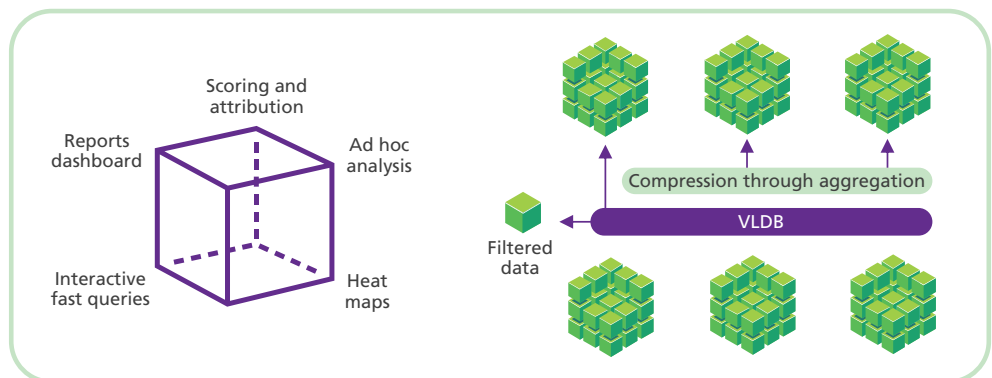 Scoring and
attribution
Reports
dashboard
Ad hoc
analysis
Interactive
fast queries
Heat
maps
Compression through aggregation
VLDB
Filtered
data